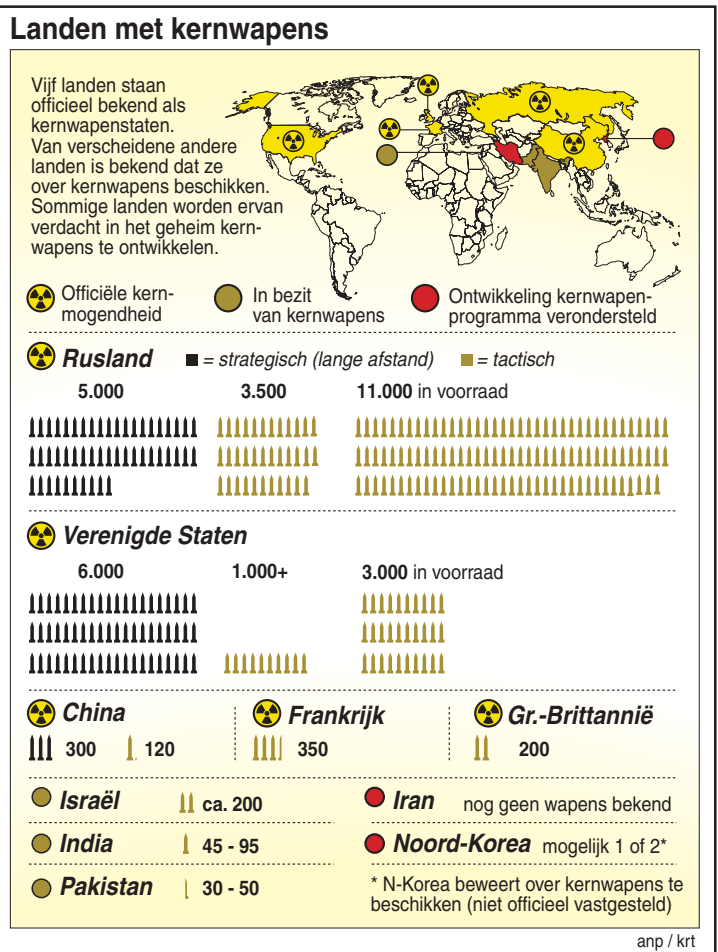 Landen met kernwapens
Vijf landen staan
officieel bekend als
kernwapenstaten.
Van verscheidene andere
landen is bekend dat ze
over kernwapens beschikken.
Sommige landen worden ervan
verdacht in het geheim kern-
wapens te ontwikkelen.
Officiële kern-
mogendheid
In bezit
van kernwapens
Ontwikkeling kernwapen-
programma verondersteld
Rusland = strategisch (lange afstand) = tactisch
5.000 3.500 11.000 in voorraad
Verenigde Staten
6.000 1.000+ 3.000 in voorraad
China Frankrijk Gr.-Brittannië
300 120 350 200
Israël ca. 200 Iran nog geen wapens bekend
India 45 - 95 Noord-Korea mogelijk 1 of 2*
Pakistan 30 - 50
* N-Korea beweert over kernwapens te
beschikken (niet officieel vastgesteld)
anp / krt